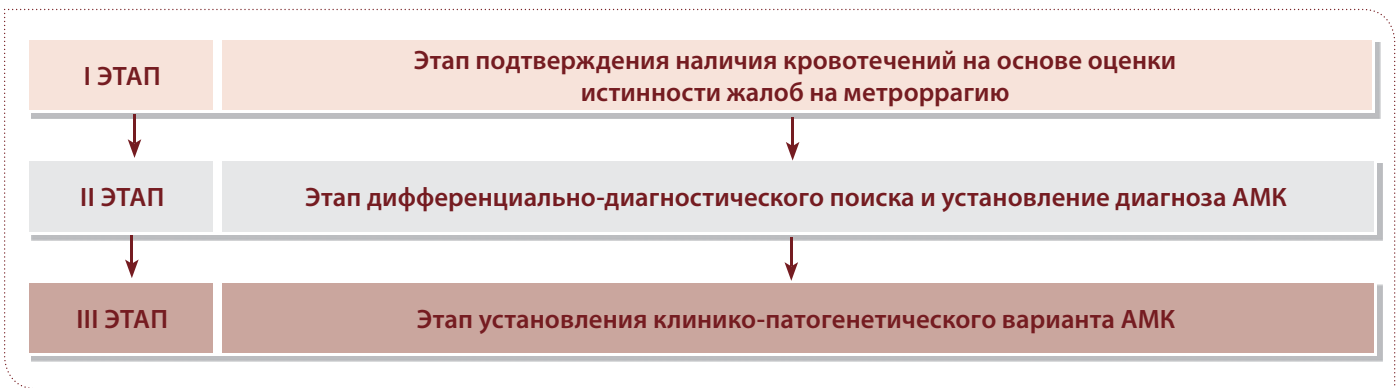 I ЭТАП
Этап подтверждения наличия кровотечений на основе оценки
истинности жалоб на метроррагию
II ЭТАП
Этап дифференциально-диагностического поиска и установление диагноза АМК
III ЭТАП
Этап установления клинико-патогенетического варианта АМК